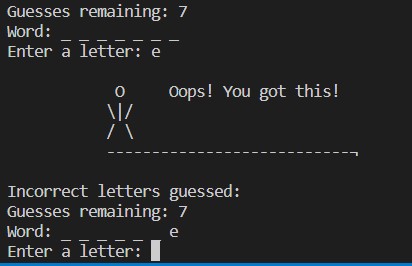 Guesses remaining: 7
Word: _ _ _ _ _ _ _
Enter a letter: e
O Oops! You got this!
\|/
/ \
---------------------------¬
Incorrect letters guessed:
Guesses remaining: 7
Word: _ _ _ _ _ e
Enter a letter: